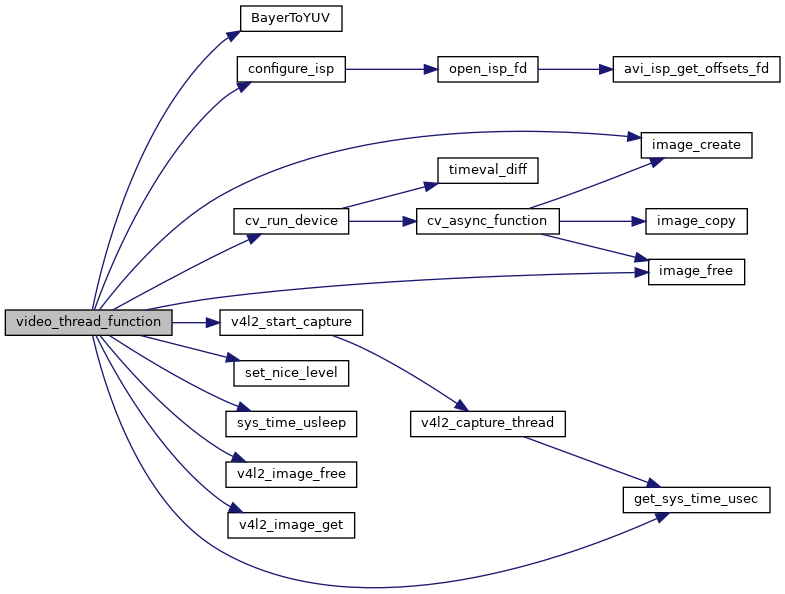 BayerToYUV
configure_isp
open_isp_fd
avi_isp_get_offsets_fd
image_create
timeval_diff
cv_run_device
cv_async_function
image_copy
image_free
video_thread_function
v4l2_start_capture
set_nice_level
sys_time_usleep
v4l2_capture_thread
v4l2_image_free
get_sys_time_usec
v4l2_image_get